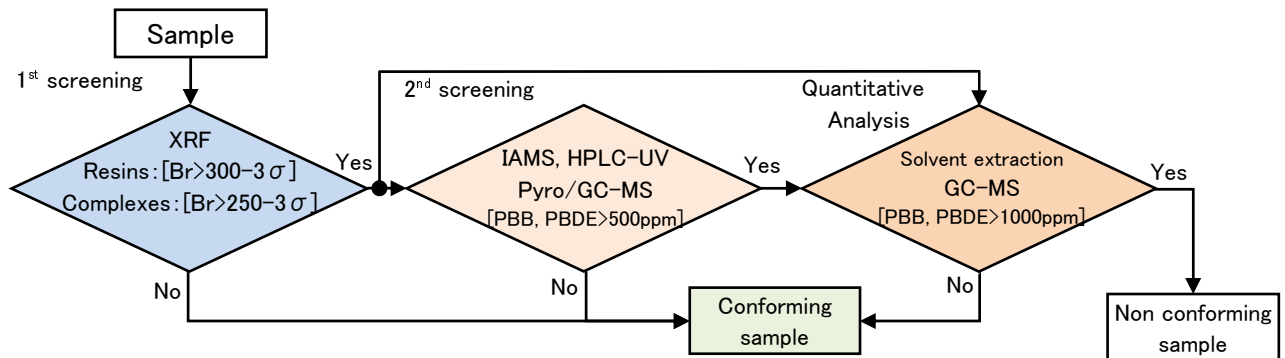 Sample
1st screening
XRF
Resins:[Br>300-3σ]
Complexes:[Br>250-3σ]
Yes
No
2nd screening
IAMS, HPLC-UV
Pyro/GC-MS
[PBB, PBDE>500ppm]
Yes
No
Quantitative
Analysis
Solvent extraction
GC-MS
[PBB, PBDE>1000ppm]
Yes
No
Conforming
sample
Non conforming
sample